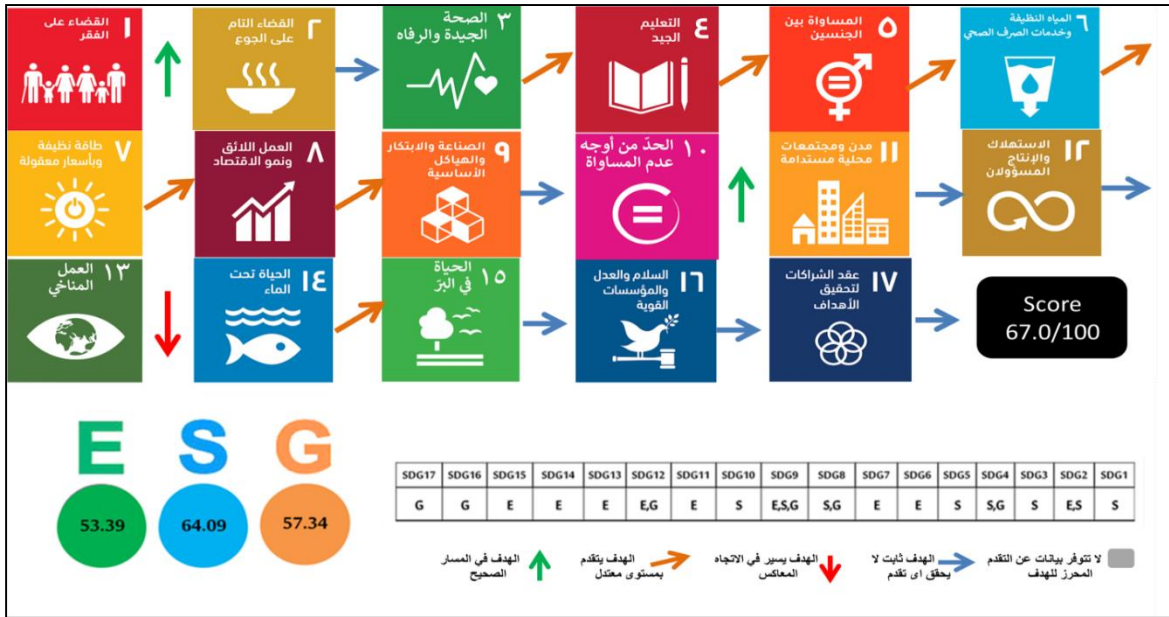 ١ القضاء على
الفقر
٢ القضاء التام
على الجوع
٣ الصحة
الجيدة والرفاه
٤ التعليم
الجيد
٥ المساواة بين
الجنسين
٦ المياه النظيفة
وخدمات الصرف الصحي
٧ طاقة نظيفة
وبأسعار معقولة
٨ العمل اللائق
ونمو الاقتصاد
٩ الصناعة والابتكار
والهياكل
الأساسية
١٠ الحدّ من أوجه
عدم المساواة
١١ مدن ومجتمعات
محلية مستدامة
١٢ الاستهلاك
والإنتاج
المسؤولان
١٣ العمل
المناخي
١٤ الحياة تحت
الماء
١٥ الحياة
في البرّ
١٦ السلام والعدل
والمؤسسات
القوية
١٧ عقد الشراكات
لتحقيق
الأهداف
Score
67.0/100
E S G
53.39 64.09 57.34
SDG17 SDG16 SDG15 SDG14 SDG13 SDG12 SDG11 SDG10 SDG9 SDG8 SDG7 SDG6 SDG5 SDG4 SDG3 SDG2 SDG1
G G E E E E,G E S E,S,G S,G E E S S,G S E,S S
لا تتوفر بيانات عن التقدم
المحرز للهدف
الهدف ثابت لا
يحقق اى تقدم
الهدف يسير في الاتجاه
المعاكس
الهدف يتقدم
بمستوى معتدل
الهدف في المسار
الصحيح